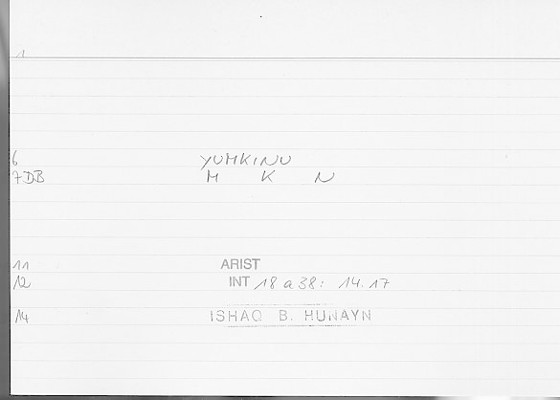 1
6 YUMKINU
7DB M K N
11 ARIST
12 INT 18 a 38: 14.17
14 ISHAQ B. HUNAYN